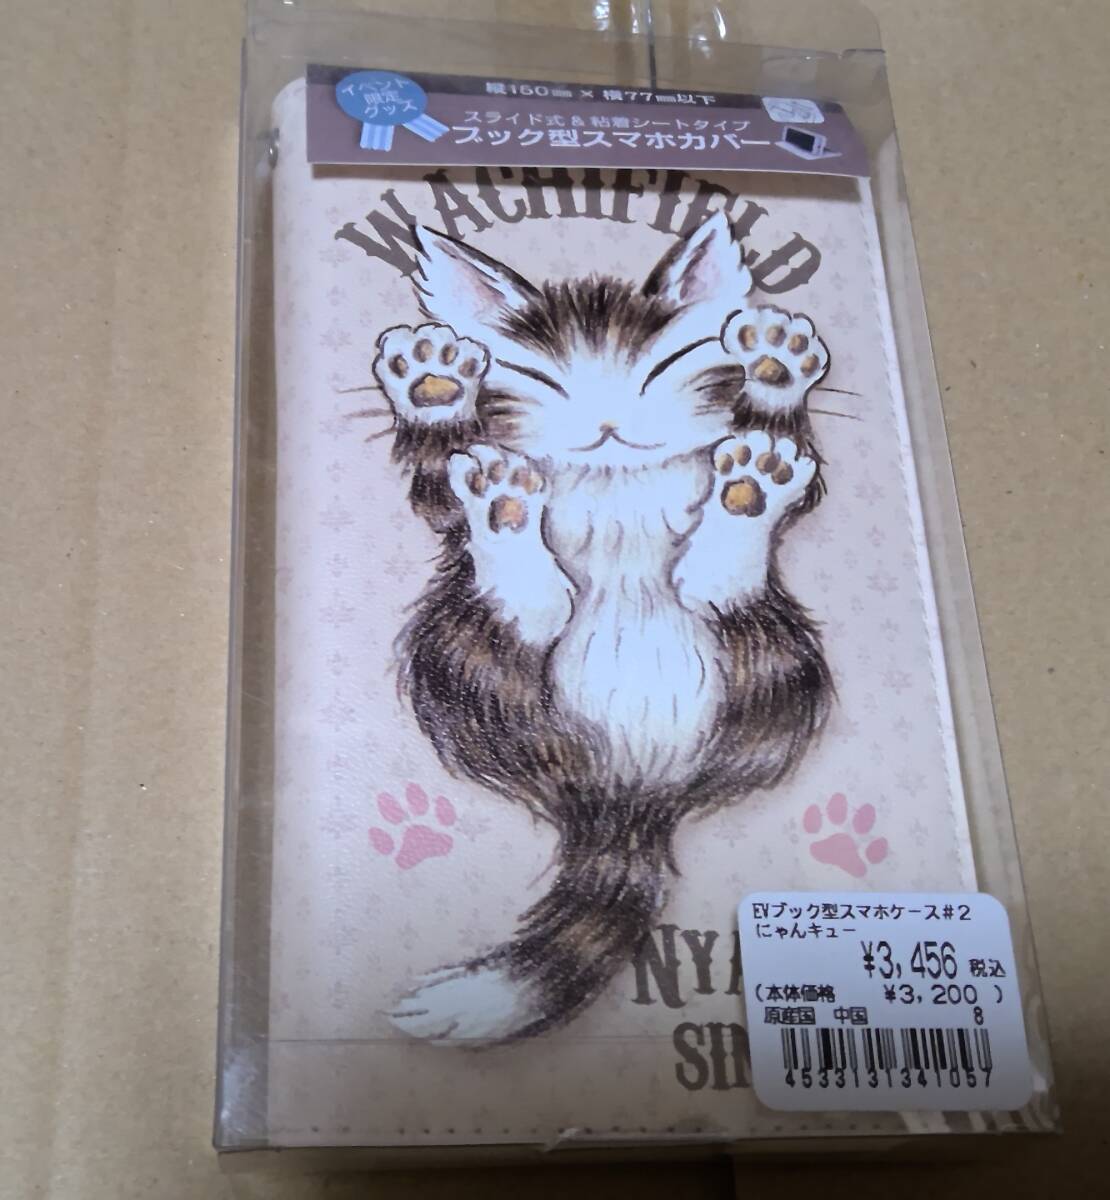 イベント
限定
グッズ
縦150㎜ × 横77㎜以下
スライド式 & 粘着シートタイプ
ブック型スマホカバー
WACHIFIELD
NYA
SIN
EVブック型スマホケース#2
にゃんキュー
¥3,456 税込
(本体価格 ¥3,200 )
原産国 中国 8
4533131341057